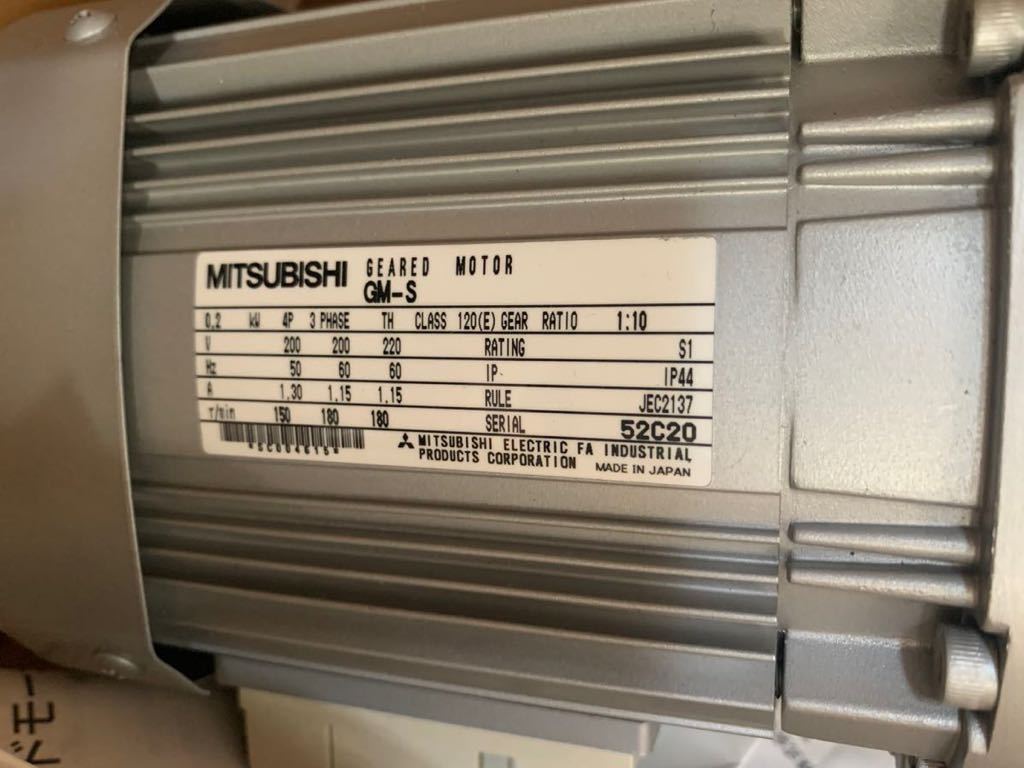 MITSUBISHI GEARED MOTOR
GM-S
0.2 kW 4P 3 PHASE TH CLASS 120(E) GEAR RATIO 1:10
V 200 200 220 RATING S1
Hz 50 60 60 IP IP44
A 1.30 1.15 1.15 RULE JEC2137
r/min 150 180 180 SERIAL 52C20
MITSUBISHI ELECTRIC FA INDUSTRIAL
PRODUCTS CORPORATION MADE IN JAPAN